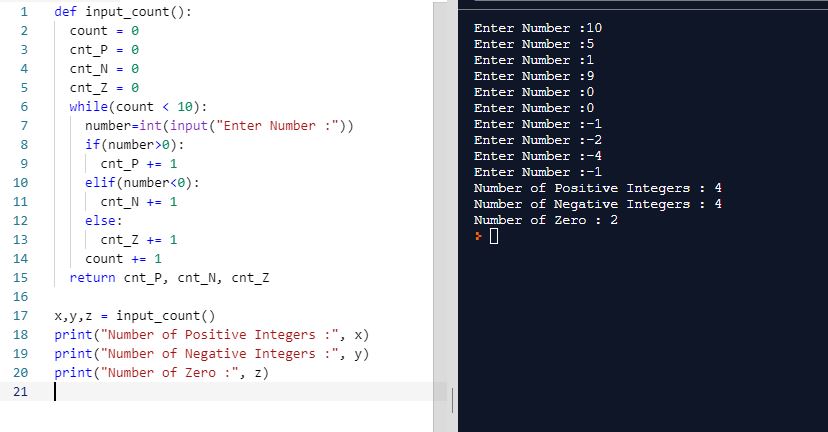 1 def input_count():
2 count = 0
3 cnt_P = 0
4 cnt_N = 0
5 cnt_Z = 0
6 while(count < 10):
7 number=int(input("Enter Number :"))
8 if(number>0):
9 cnt_P += 1
10 elif(number<0):
11 cnt_N += 1
12 else:
13 cnt_Z += 1
14 count += 1
15 return cnt_P, cnt_N, cnt_Z
16
17 x,y,z = input_count()
18 print("Number of Positive Integers :", x)
19 print("Number of Negative Integers :", y)
20 print("Number of Zero :", z)
21
Enter Number :10
Enter Number :5
Enter Number :1
Enter Number :9
Enter Number :0
Enter Number :0
Enter Number :-1
Enter Number :-2
Enter Number :-4
Enter Number :-1
Number of Positive Integers : 4
Number of Negative Integers : 4
Number of Zero : 2